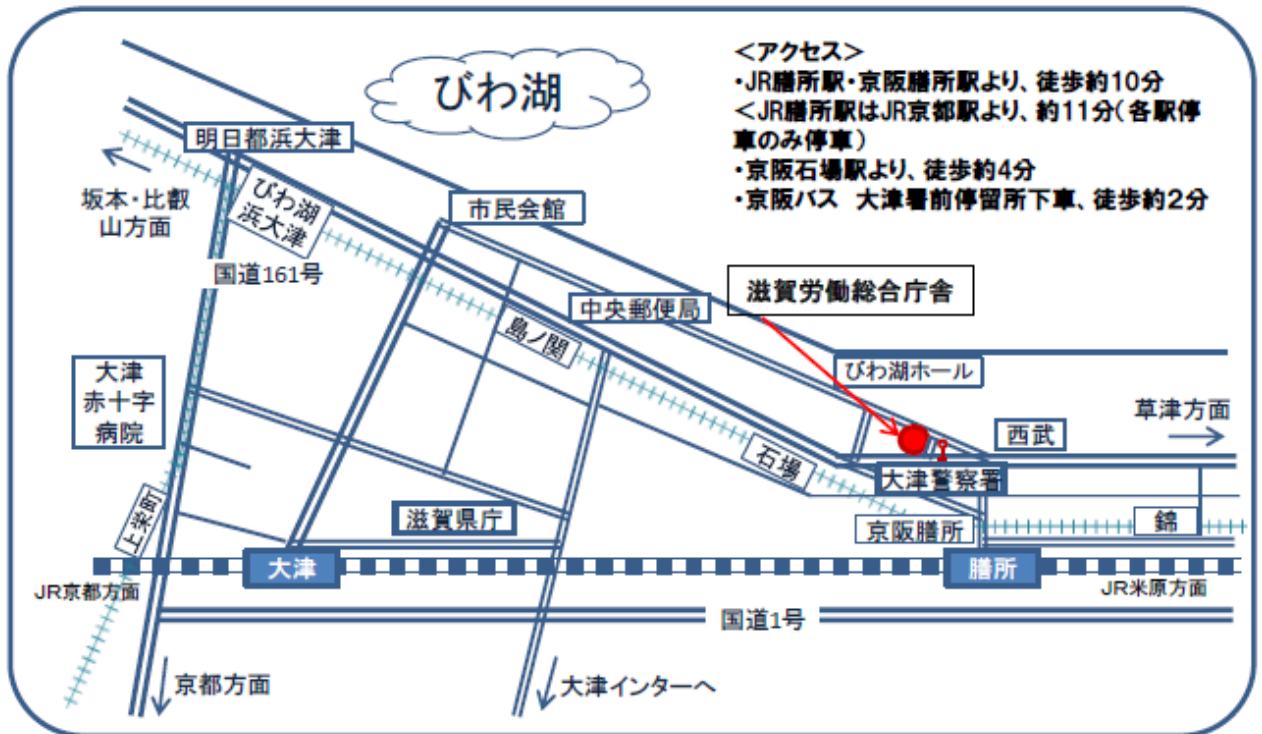 びわ湖
＜アクセス＞
・JR膳所駅・京阪膳所駅より、徒歩約10分
＜JR膳所駅はJR京都駅より、約11分（各駅停
車のみ停車）
・京阪石場駅より、徒歩約4分
・京阪バス　大津署前停留所下車、徒歩約2分
明日都浜大津
坂本・比叡
山方面
びわ湖
浜大津
市民会館
国道161号
滋賀労働総合庁舎
中央郵便局
島ノ関
びわ湖ホール
大津
赤十字
病院
草津方面
西武
石場
大津警察署
上栄町
滋賀県庁
京阪膳所
錦
大津
膳所
JR京都方面
JR米原方面
国道1号
京都方面
大津インターへ